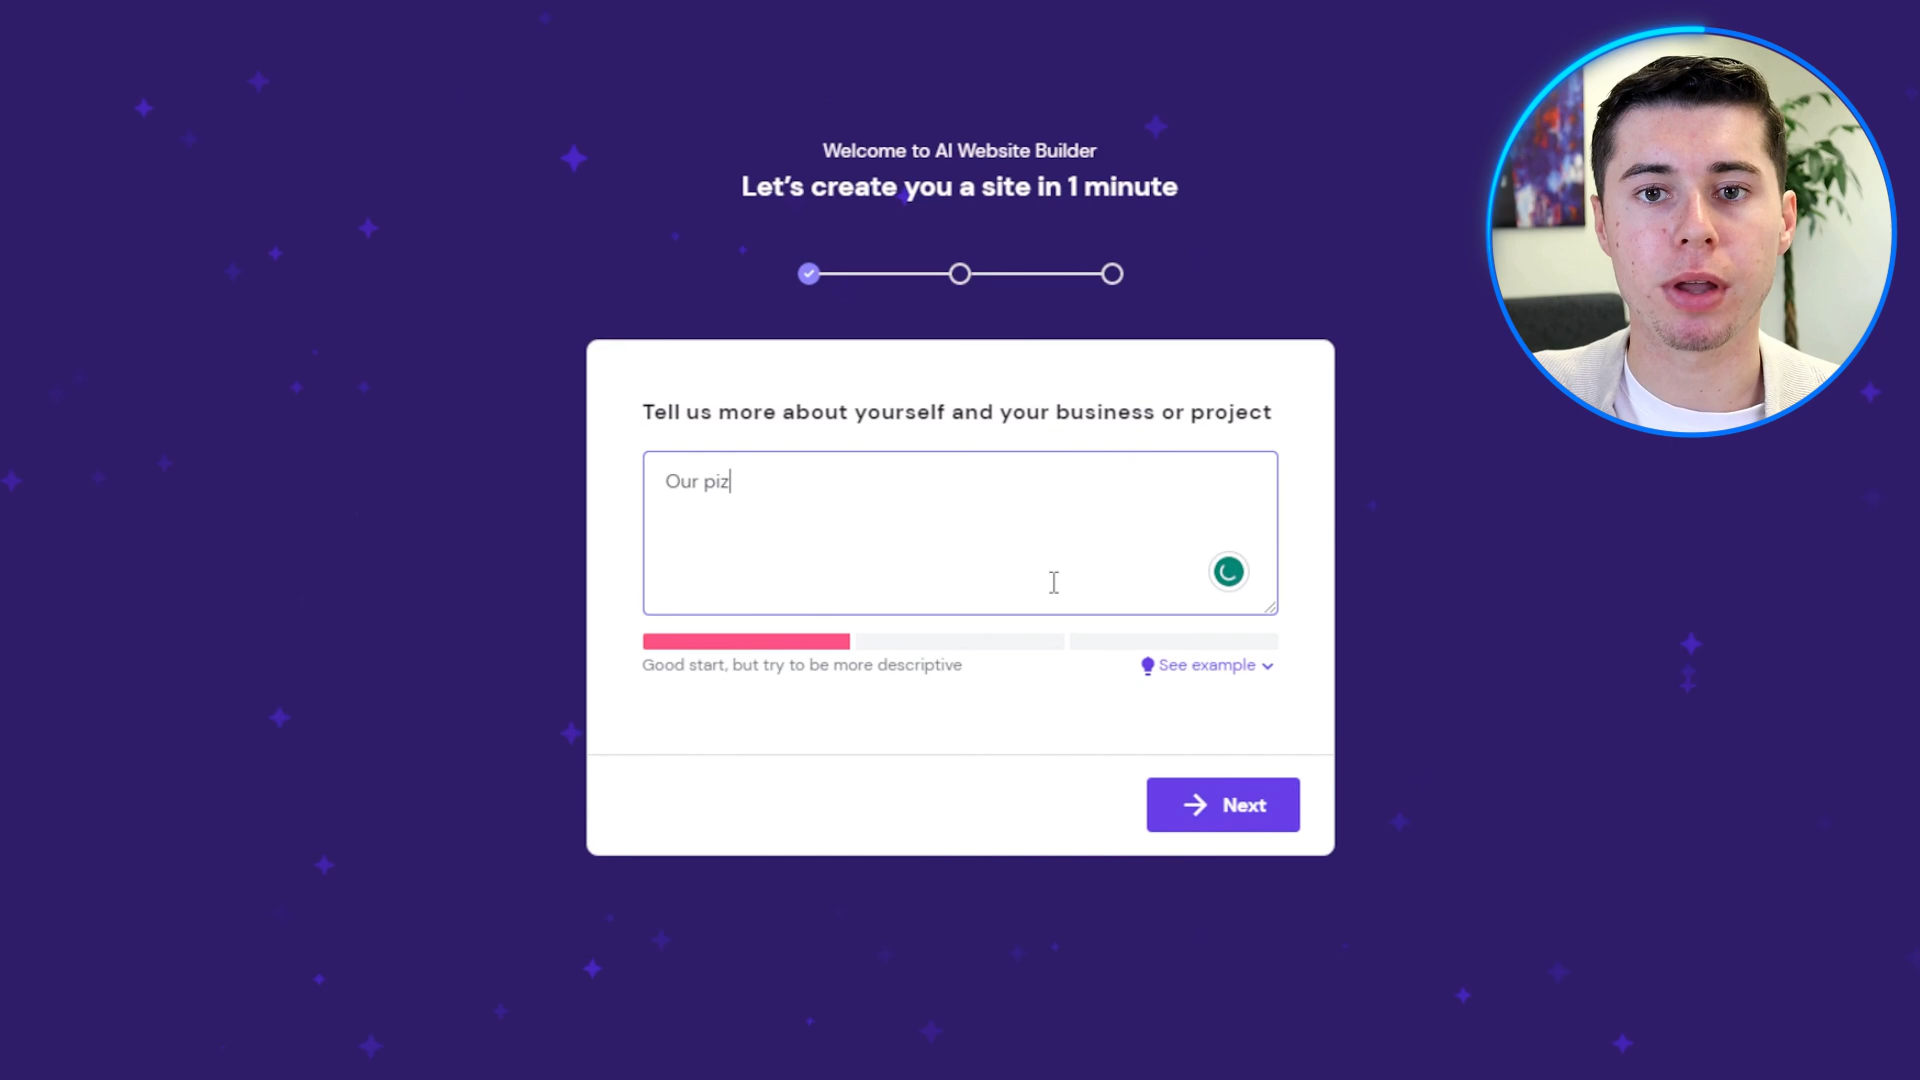 Welcome to AI Website Builder
Let's create you a site in 1 minute
Tell us more about yourself and your business or project
Our piz
Good start, but try to be more descriptive
See example
Next